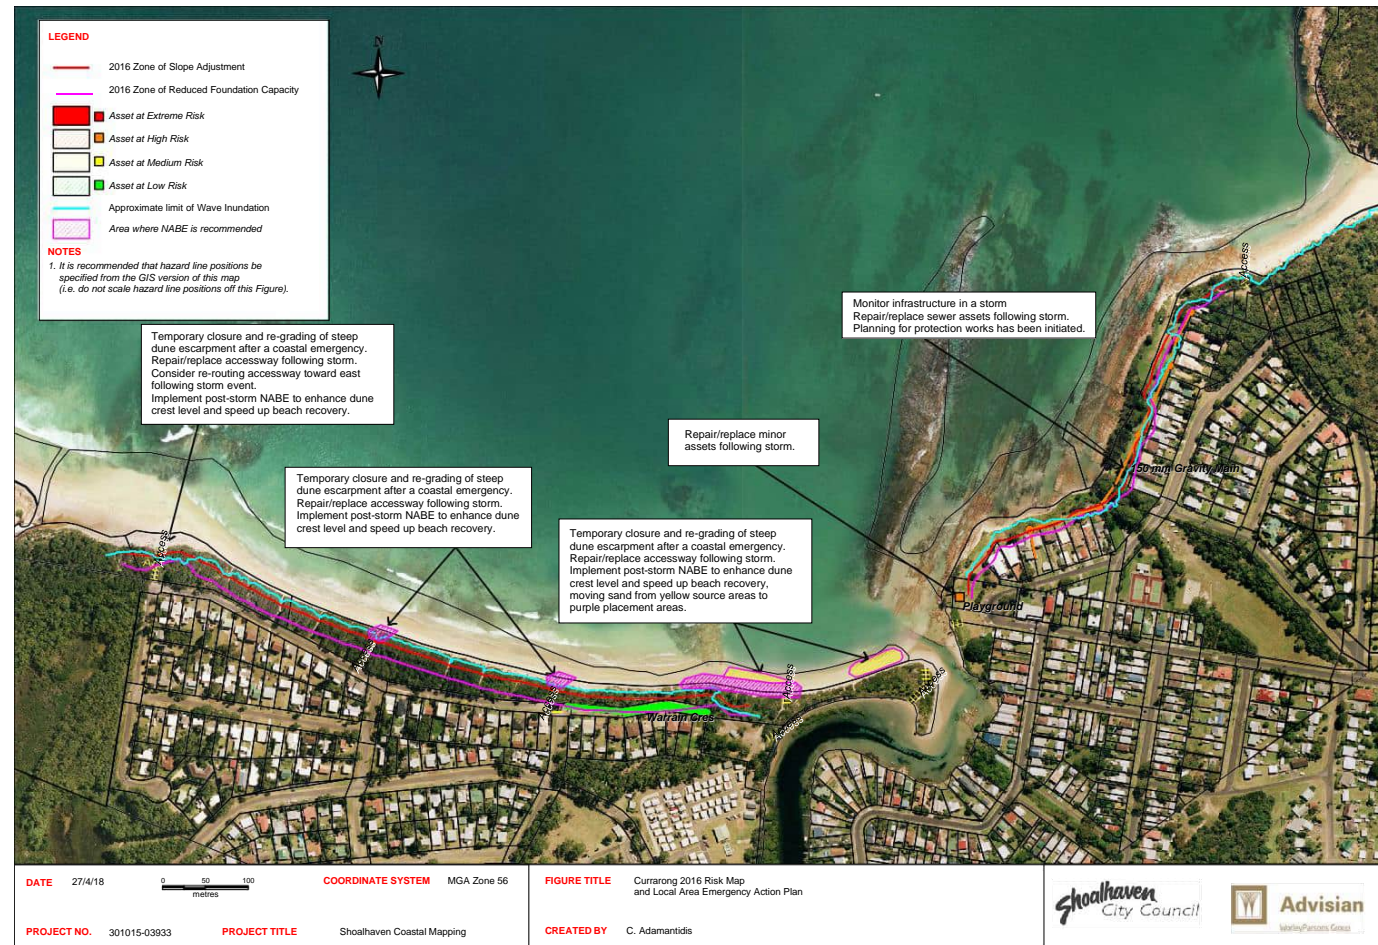 LEGEND
2016 Zone of Slope Adjustment
2016 Zone of Reduced Foundation Capacity
Asset at Extreme Risk
Asset at High Risk
Asset at Medium Risk
Asset at Low Risk
Approximate limit of Wave Inundation
Area where NABE is recommended
NOTES
1. It is recommended that hazard line positions be
specified from the GIS version of this map
(i.e. do not scale hazard line positions off this Figure).
N
Temporary closure and re-grading of steep
dune escarpment after a coastal emergency.
Repair/replace accessway following storm.
Consider re-routing accessway toward east
following storm event.
Implement post-storm NABE to enhance dune
crest level and speed up beach recovery.
Temporary closure and re-grading of steep
dune escarpment after a coastal emergency.
Repair/replace accessway following storm.
Implement post-storm NABE to enhance dune
crest level and speed up beach recovery.
Temporary closure and re-grading of steep
dune escarpment after a coastal emergency.
Repair/replace accessway following storm.
Implement post-storm NABE to enhance dune
crest level and speed up beach recovery,
moving sand from yellow source areas to
purple placement areas.
Repair/replace minor
assets following storm.
Monitor infrastructure in a storm
Repair/replace sewer assets following storm.
Planning for protection works has been initiated.
Access
150 mm Gravity Main
Playground
Access
Access
Access
Access
Access
Access
Warrain Cres
DATE 27/4/18
0 50 100
metres
COORDINATE SYSTEM MGA Zone 56
PROJECT NO. 301015-03933
PROJECT TITLE Shoalhaven Coastal Mapping
FIGURE TITLE Currarong 2016 Risk Map
and Local Area Emergency Action Plan
CREATED BY C. Adamantidis
Shoalhaven
City Council
Advisian
WorleyParsons Group